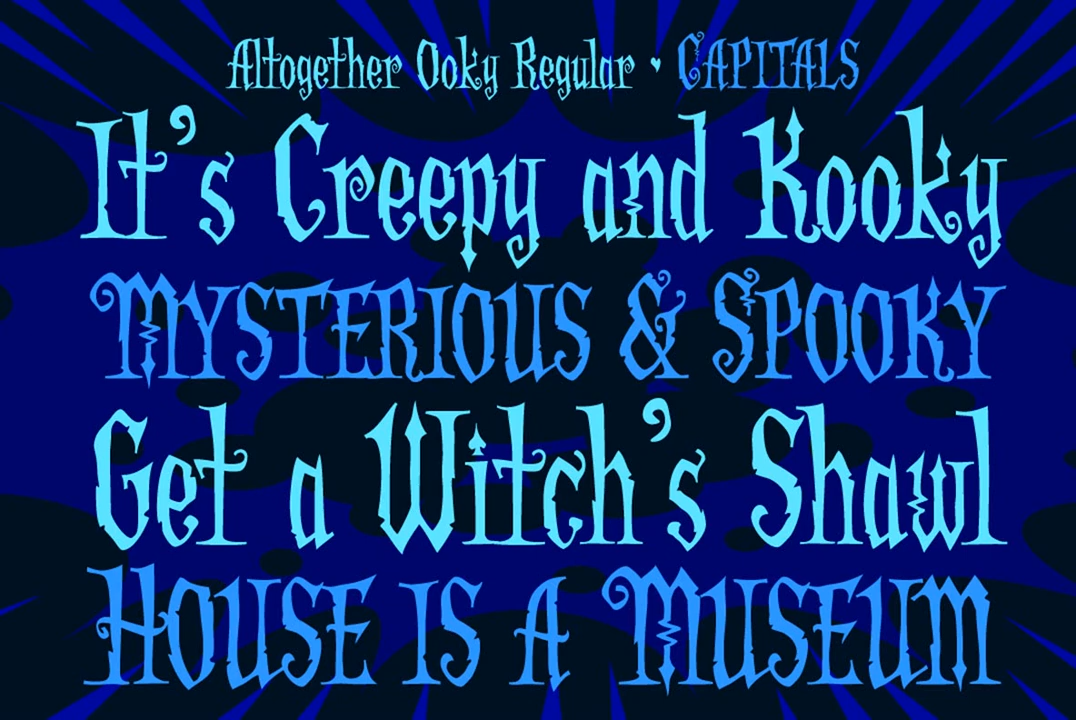 Altogether Ooky Regular • CAPITALS
It's Creepy and Kooky
MYSTERIOUS & SPOOKY
Get a Witch's Shawl
HOUSE IS A MUSEUM